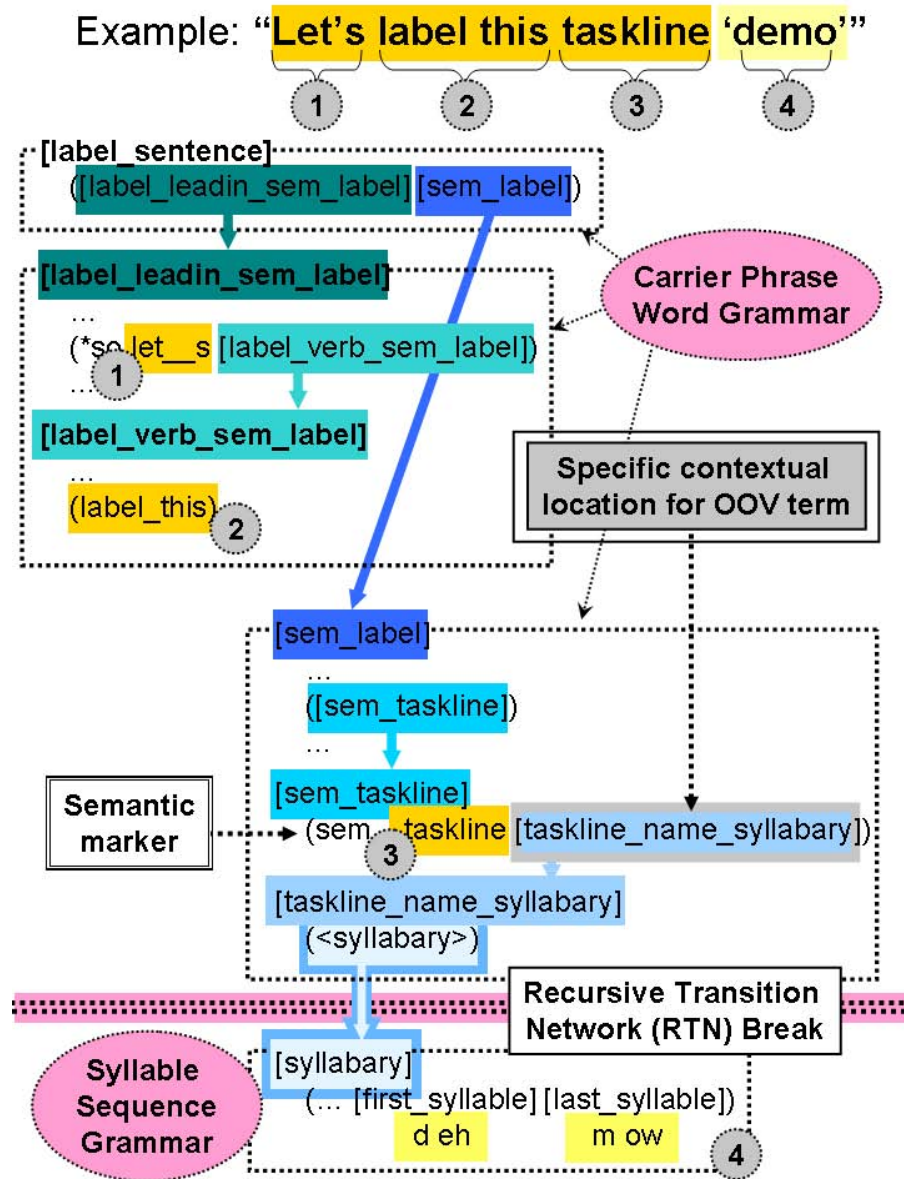 Example: “Let’s label this taskline ‘demo’”
1 2 3 4
[label_sentence]
([label_leadin_sem_label] [sem_label])
[label_leadin_sem_label]
Carrier Phrase
Word Grammar
…
(*so let__s [label_verb_sem_label])
1
…
[label_verb_sem_label]
…
(label_this)
2
Specific contextual
location for OOV term
[sem_label]
…
([sem_taskline])
…
[sem_taskline]
Semantic
marker
(sem taskline [taskline_name_syllabary])
3
[taskline_name_syllabary]
(<syllabary>)
Recursive Transition
Network (RTN) Break
Syllable
Sequence
Grammar
[syllabary]
(… [first_syllable] [last_syllable])
d eh m ow
4